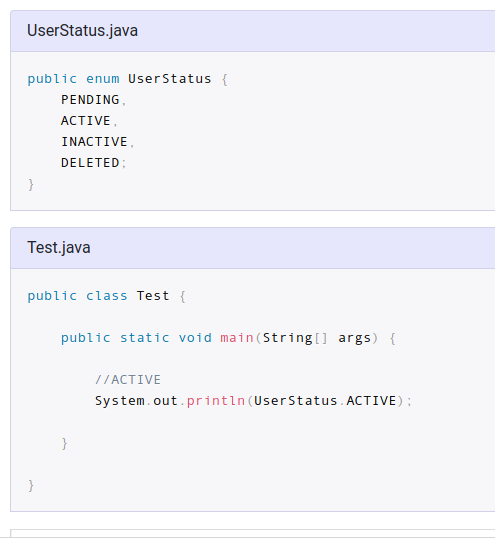 UserStatus.java
public enum UserStatus {
    PENDING,
    ACTIVE,
    INACTIVE,
    DELETED;
}
Test.java
public class Test {
    public static void main(String[] args) {
        //ACTIVE
        System.out.println(UserStatus.ACTIVE);
    }
}